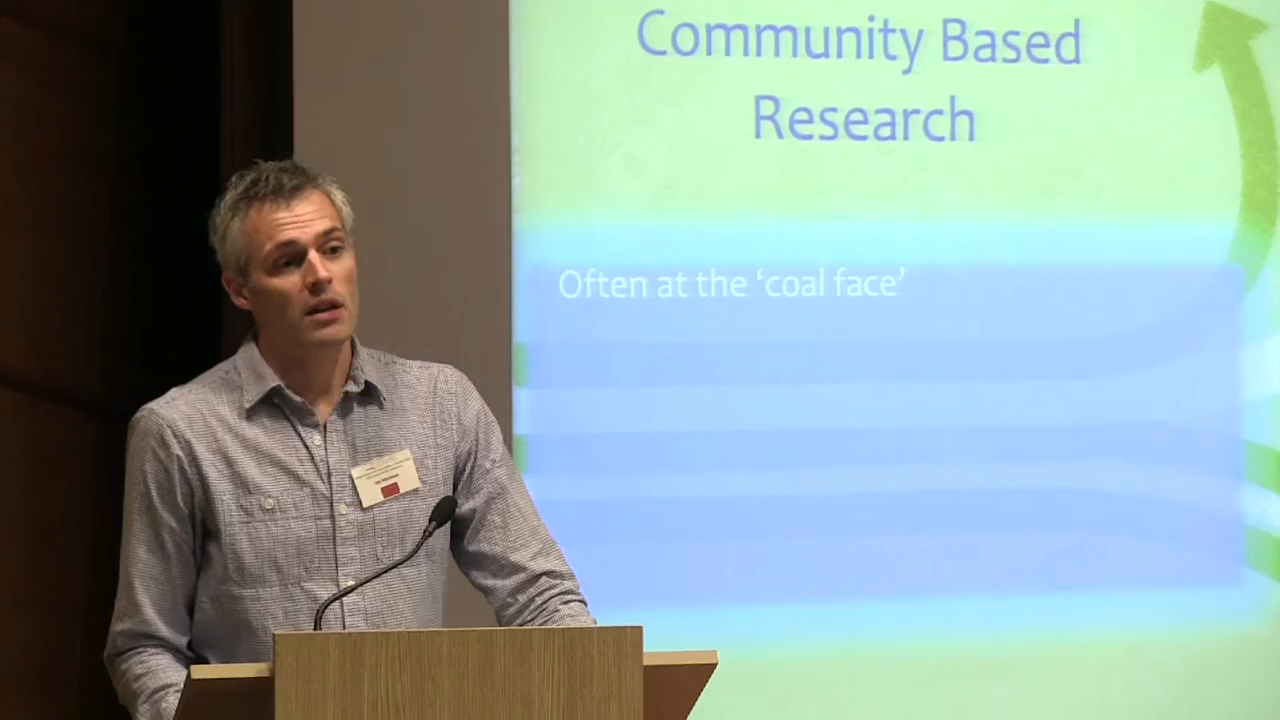 Community Based
Research
Often at the ‘coal face’